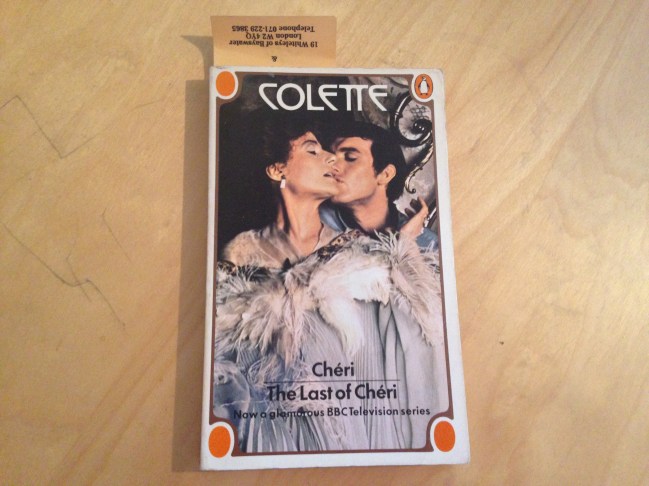 &
19 Whiteleys of Bayswater
London W2 4YQ
Telephone 071-229 3865
COLETTE
Chéri
The Last of Chéri
Now a glamorous BBC Television series